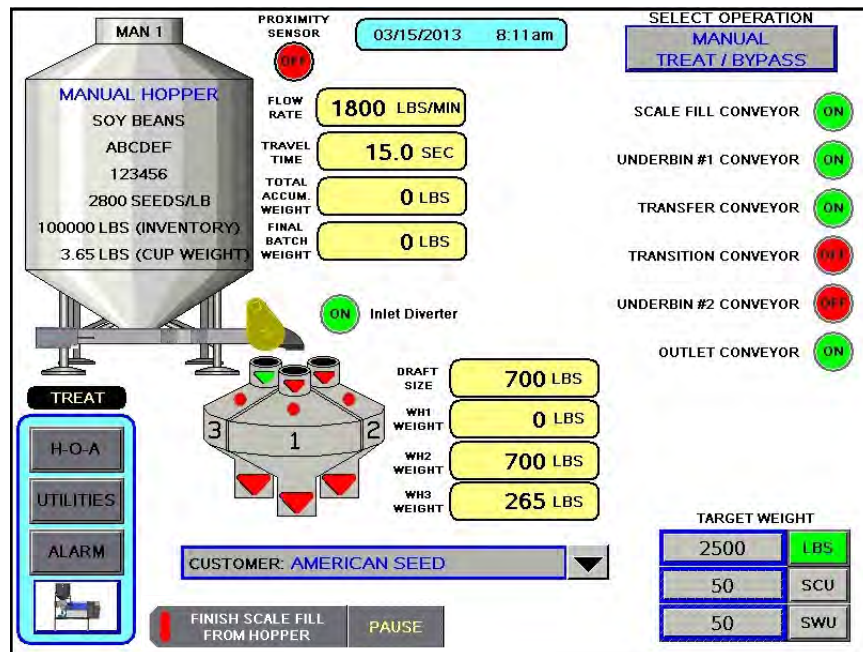 MAN 1
PROXIMITY
SENSOR
OFF
03/15/2013 8:11am
SELECT OPERATION
MANUAL
TREAT / BYPASS
MANUAL HOPPER
SOY BEANS
ABCDEF
123456
2800 SEEDS/LB
100000 LBS (INVENTORY)
3.65 LBS (CUP WEIGHT)
FLOW
RATE
1800 LBS/MIN
TRAVEL
TIME
15.0 SEC
TOTAL
ACCUM.
WEIGHT
0 LBS
FINAL
BATCH
WEIGHT
0 LBS
SCALE FILL CONVEYOR ON
UNDERBIN #1 CONVEYOR ON
TRANSFER CONVEYOR ON
TRANSITION CONVEYOR OFF
UNDERBIN #2 CONVEYOR OFF
OUTLET CONVEYOR ON
ON Inlet Diverter
3 1 2
DRAFT
SIZE
700 LBS
WH1
WEIGHT
0 LBS
WH2
WEIGHT
700 LBS
WH3
WEIGHT
265 LBS
TREAT
H-O-A
UTILITIES
ALARM
CUSTOMER: AMERICAN SEED
FINISH SCALE FILL
FROM HOPPER
PAUSE
TARGET WEIGHT
2500 LBS
50 SCU
50 SWU